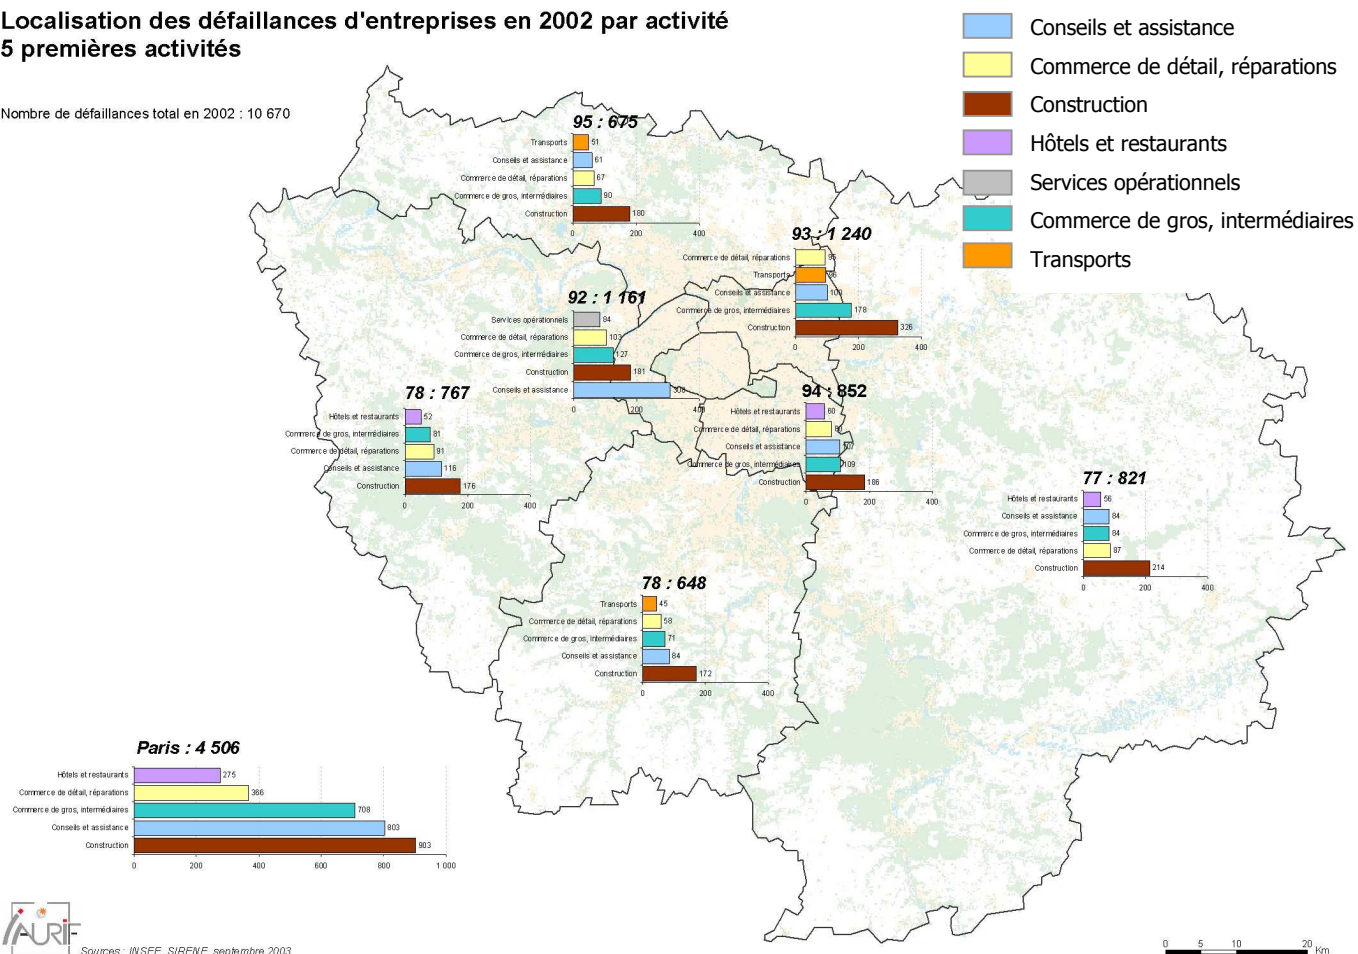 Localisation des défaillances d'entreprises en 2002 par activité
5 premières activités
Nombre de défaillances total en 2002 : 10 670
Conseils et assistance
Commerce de détail, réparations
Construction
Hôtels et restaurants
Services opérationnels
Commerce de gros, intermédiaires
Transports
95 : 675
Transports 51
Conseils et assistance 61
Commerce de détail, réparations 67
Commerce de gros, intermédiaires 90
Construction 180
0 200 400
93 : 1 240
Commerce de détail, réparations 95
Transports 96
Conseils et assistance
Commerce de gros, intermédiaires 178
Construction 326
0 200 400
92 : 1 161
Services opérationnels 84
Commerce de détail, réparations 103
Commerce de gros, intermédiaires 127
Construction 181
Conseils et assistance
0 200 400
78 : 767
Hôtels et restaurants 52
Commerce de gros, intermédiaires 81
Commerce de détail, réparations 91
Conseils et assistance 116
Construction 176
0 200 400
94 : 852
Hôtels et restaurants 60
Commerce de détail, réparations
Conseils et assistance
Commerce de gros, intermédiaires 109
Construction 186
0 200 400
77 : 821
Hôtels et restaurants 56
Conseils et assistance 84
Commerce de gros, intermédiaires 84
Commerce de détail, réparations 87
Construction 214
0 200 400
78 : 648
Transports 45
Commerce de détail, réparations 58
Commerce de gros, intermédiaires 71
Conseils et assistance 84
Construction 172
0 200 400
Paris : 4 506
Hôtels et restaurants 275
Commerce de détail, réparations 366
Commerce de gros, intermédiaires 708
Conseils et assistance 803
Construction 903
0 200 400 600 800 1 000
IAURIF
Sources : INSEE, SIRENE, septembre 2003
0 5 10 20 Km